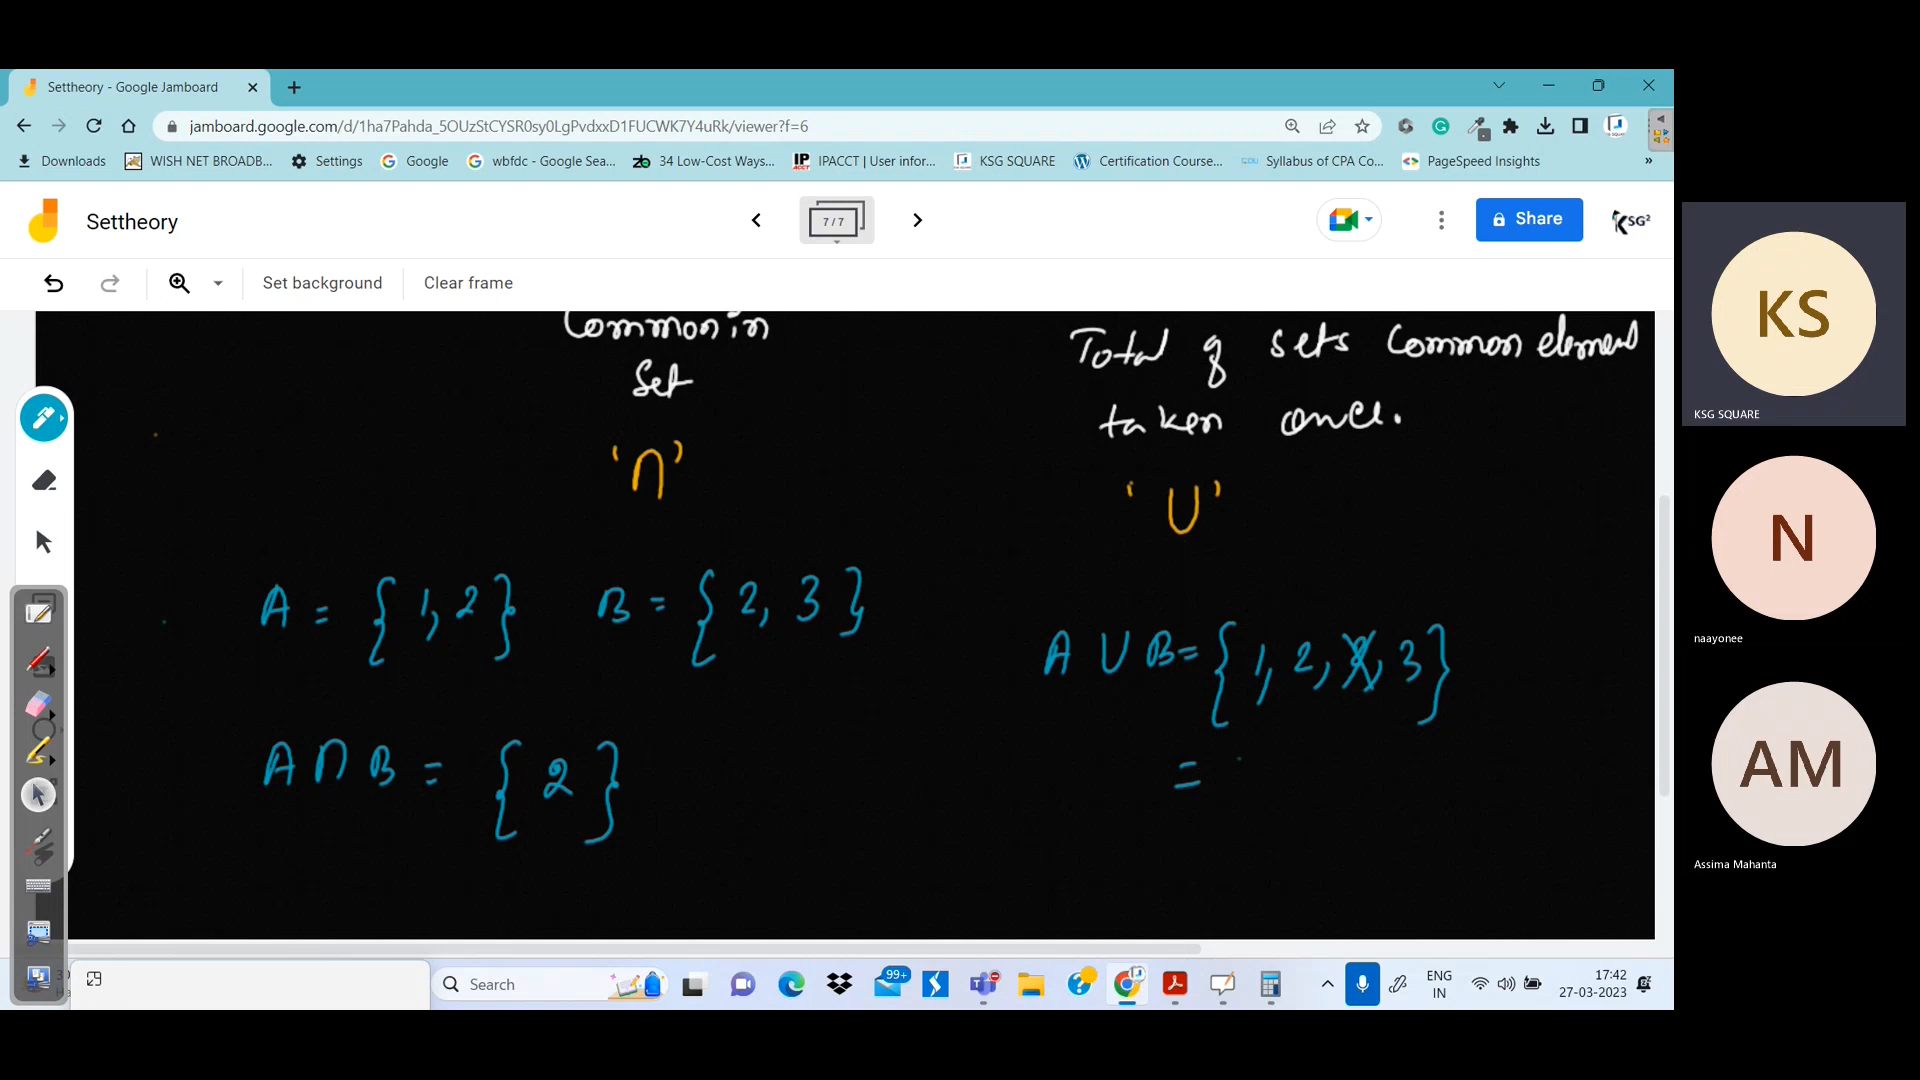 Settheory - Google Jamboard
jamboard.google.com/d/1ha7Pahda_5OUzStCYSR0sy0LgPvdxxD1FUCWK7Y4uRk/viewer?f=6
Downloads WISH NET BROADB... Settings Google wbfdc - Google Sea... 34 Low-Cost Ways... IPACCT | User infor... KSG SQUARE Certification Course... Syllabus of CPA Co... PageSpeed Insights »
Settheory
7 / 7
Share
KSG²
Set background
Clear frame
Common in
Set
'∩'
Total of sets common element
taken once.
'U'
A = {1, 2} B = {2, 3}
A U B = {1, 2, 2, 3}
=
A ∩ B = {2}
KS
KSG SQUARE
N
naayonee
AM
Assima Mahanta
Search
99+
ENG
IN
17:42
27-03-2023